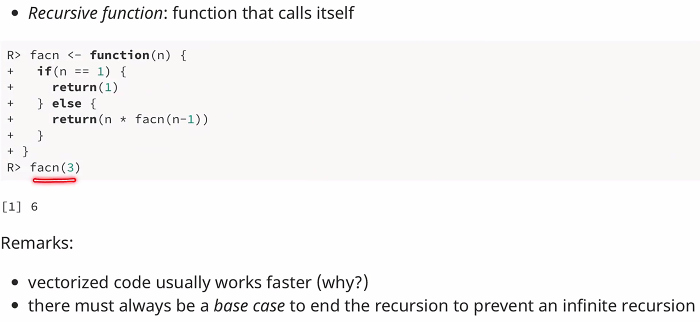 • Recursive function: function that calls itself
R> facn <- function(n) {
+   if(n == 1) {
+     return(1)
+   } else {
+     return(n * facn(n-1))
+   }
+ }
R> facn(3)
[1] 6
Remarks:
• vectorized code usually works faster (why?)
• there must always be a base case to end the recursion to prevent an infinite recursion